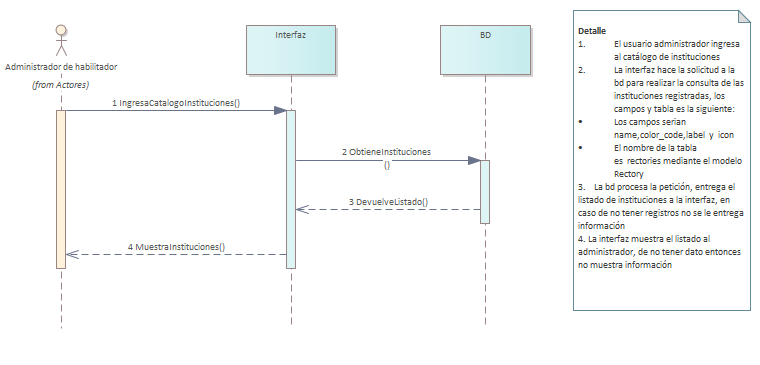 Interfaz
BD
Administrador de habilitador
(from Actores)
1 IngresaCatalogoInstituciones()
2 ObtieneInstituciones
()
3 DevuelveListado()
4 MuestraInstituciones()
Detalle
1. El usuario administrador ingresa
al catálogo de instituciones
2. La interfaz hace la solicitud a la
bd para realizar la consulta de las
instituciones registradas, los
campos y tabla es la siguiente:
• Los campos serian
name,color_code,label y icon
• El nombre de la tabla
es rectories mediante el modelo
Rectory
3. La bd procesa la petición, entrega el
listado de instituciones a la interfaz, en
caso de no tener registros no se le entrega
información
4. La interfaz muestra el listado al
administrador, de no tener dato entonces
no muestra información